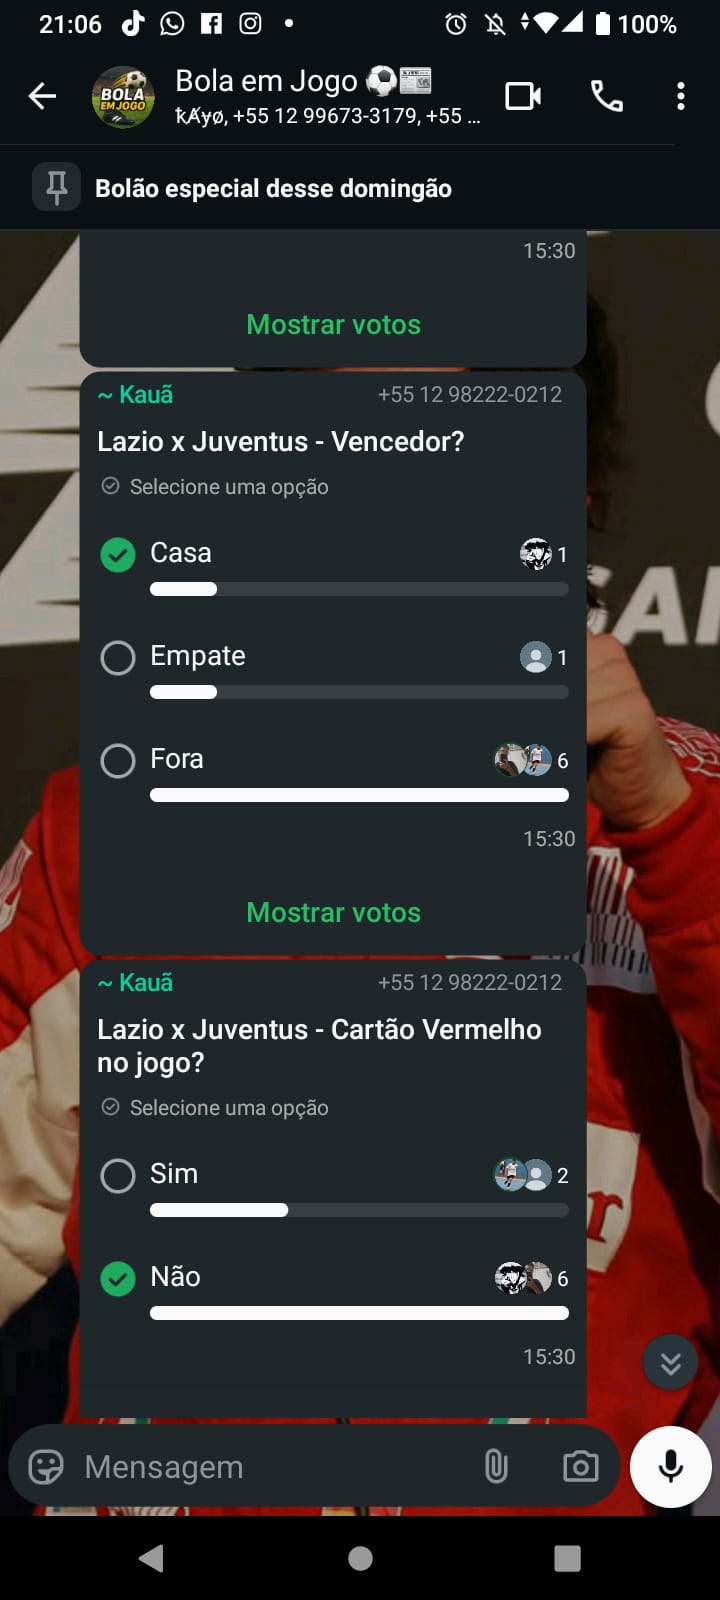 21:06
100%
BOLA
EM JOGO
Bola em Jogo ⚽📰
ꝁȺɏø, +55 12 99673-3179, +55 ...
Bolão especial desse domingão
15:30
Mostrar votos
~ Kauã
+55 12 98222-0212
Lazio x Juventus - Vencedor?
Selecione uma opção
Casa
1
Empate
1
Fora
6
15:30
Mostrar votos
~ Kauã
+55 12 98222-0212
Lazio x Juventus - Cartão Vermelho
no jogo?
Selecione uma opção
Sim
2
Não
6
15:30
Mensagem